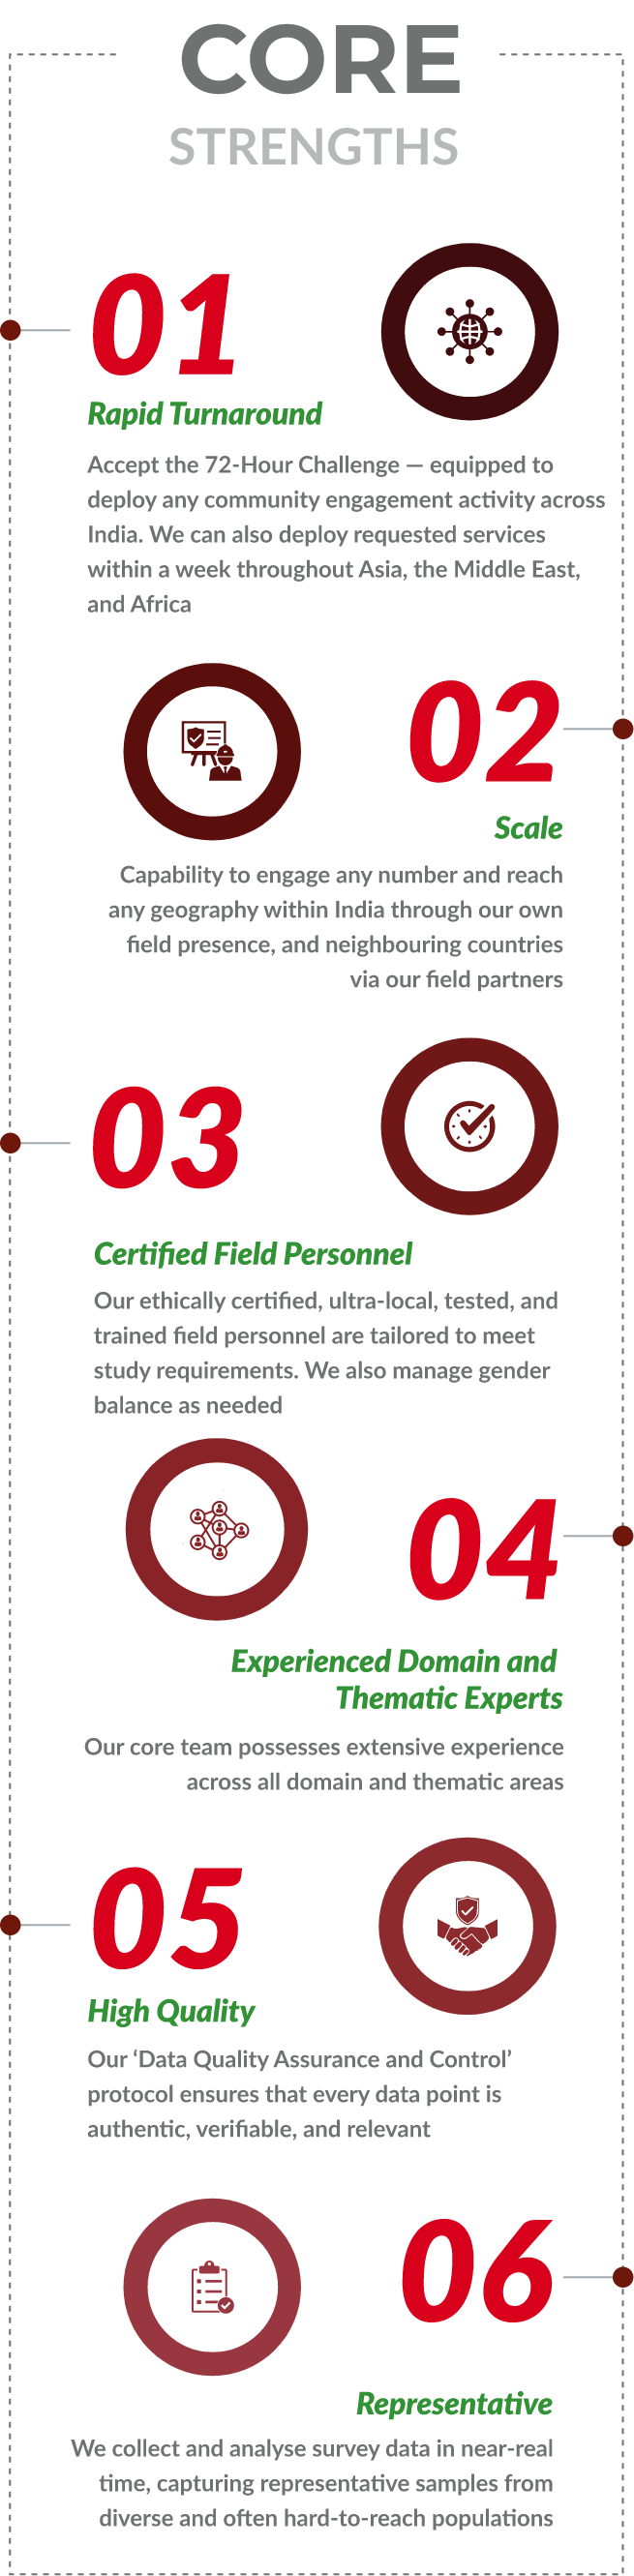 CORE
STRENGTHS
01
Rapid Turnaround
Accept the 72-Hour Challenge — equipped to
deploy any community engagement activity across
India. We can also deploy requested services
within a week throughout Asia, the Middle East,
and Africa
02
Scale
Capability to engage any number and reach
any geography within India through our own
field presence, and neighbouring countries
via our field partners
03
Certified Field Personnel
Our ethically certified, ultra-local, tested, and
trained field personnel are tailored to meet
study requirements. We also manage gender
balance as needed
04
Experienced Domain and
Thematic Experts
Our core team possesses extensive experience
across all domain and thematic areas
05
High Quality
Our ‘Data Quality Assurance and Control’
protocol ensures that every data point is
authentic, verifiable, and relevant
06
Representative
We collect and analyse survey data in near-real
time, capturing representative samples from
diverse and often hard-to-reach populations